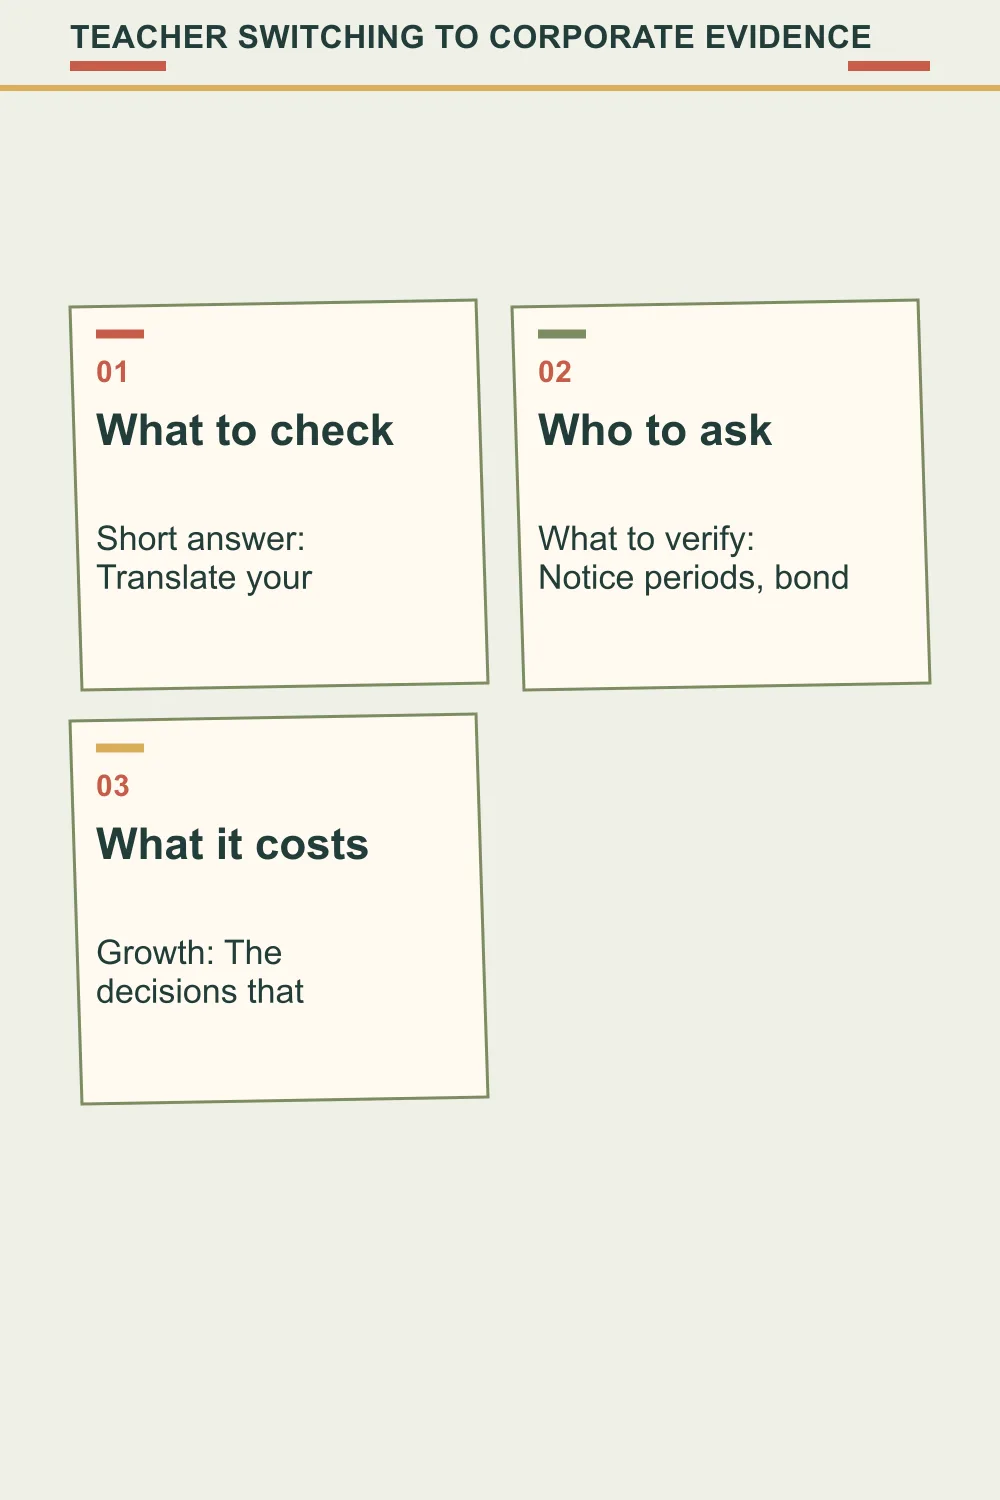 TEACHER SWITCHING TO CORPORATE EVIDENCE
01
What to check
Short answer:
Translate your
02
Who to ask
What to verify:
Notice periods, bond
03
What it costs
Growth: The
decisions that